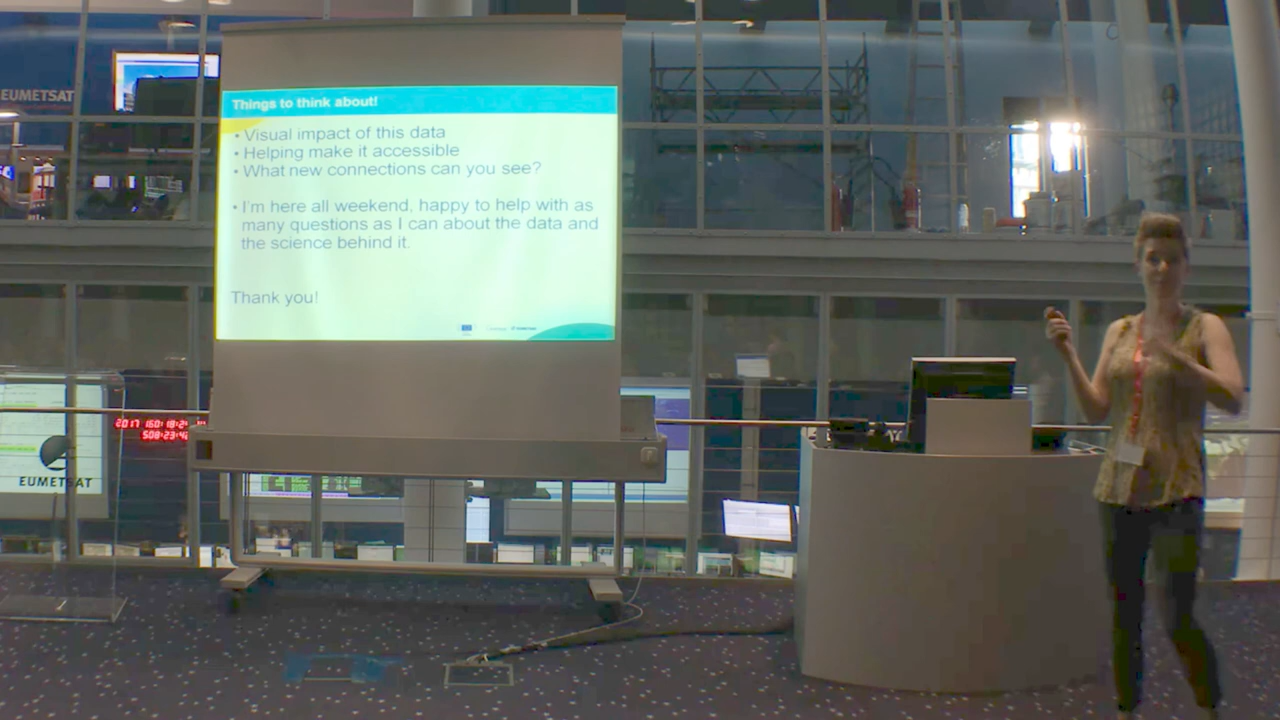 EUMETSAT
Things to think about!
• Visual impact of this data
• Helping make it accessible
• What new connections can you see?
• I'm here all weekend, happy to help with as
many questions as I can about the data and
the science behind it.
Thank you!
EUMETSAT